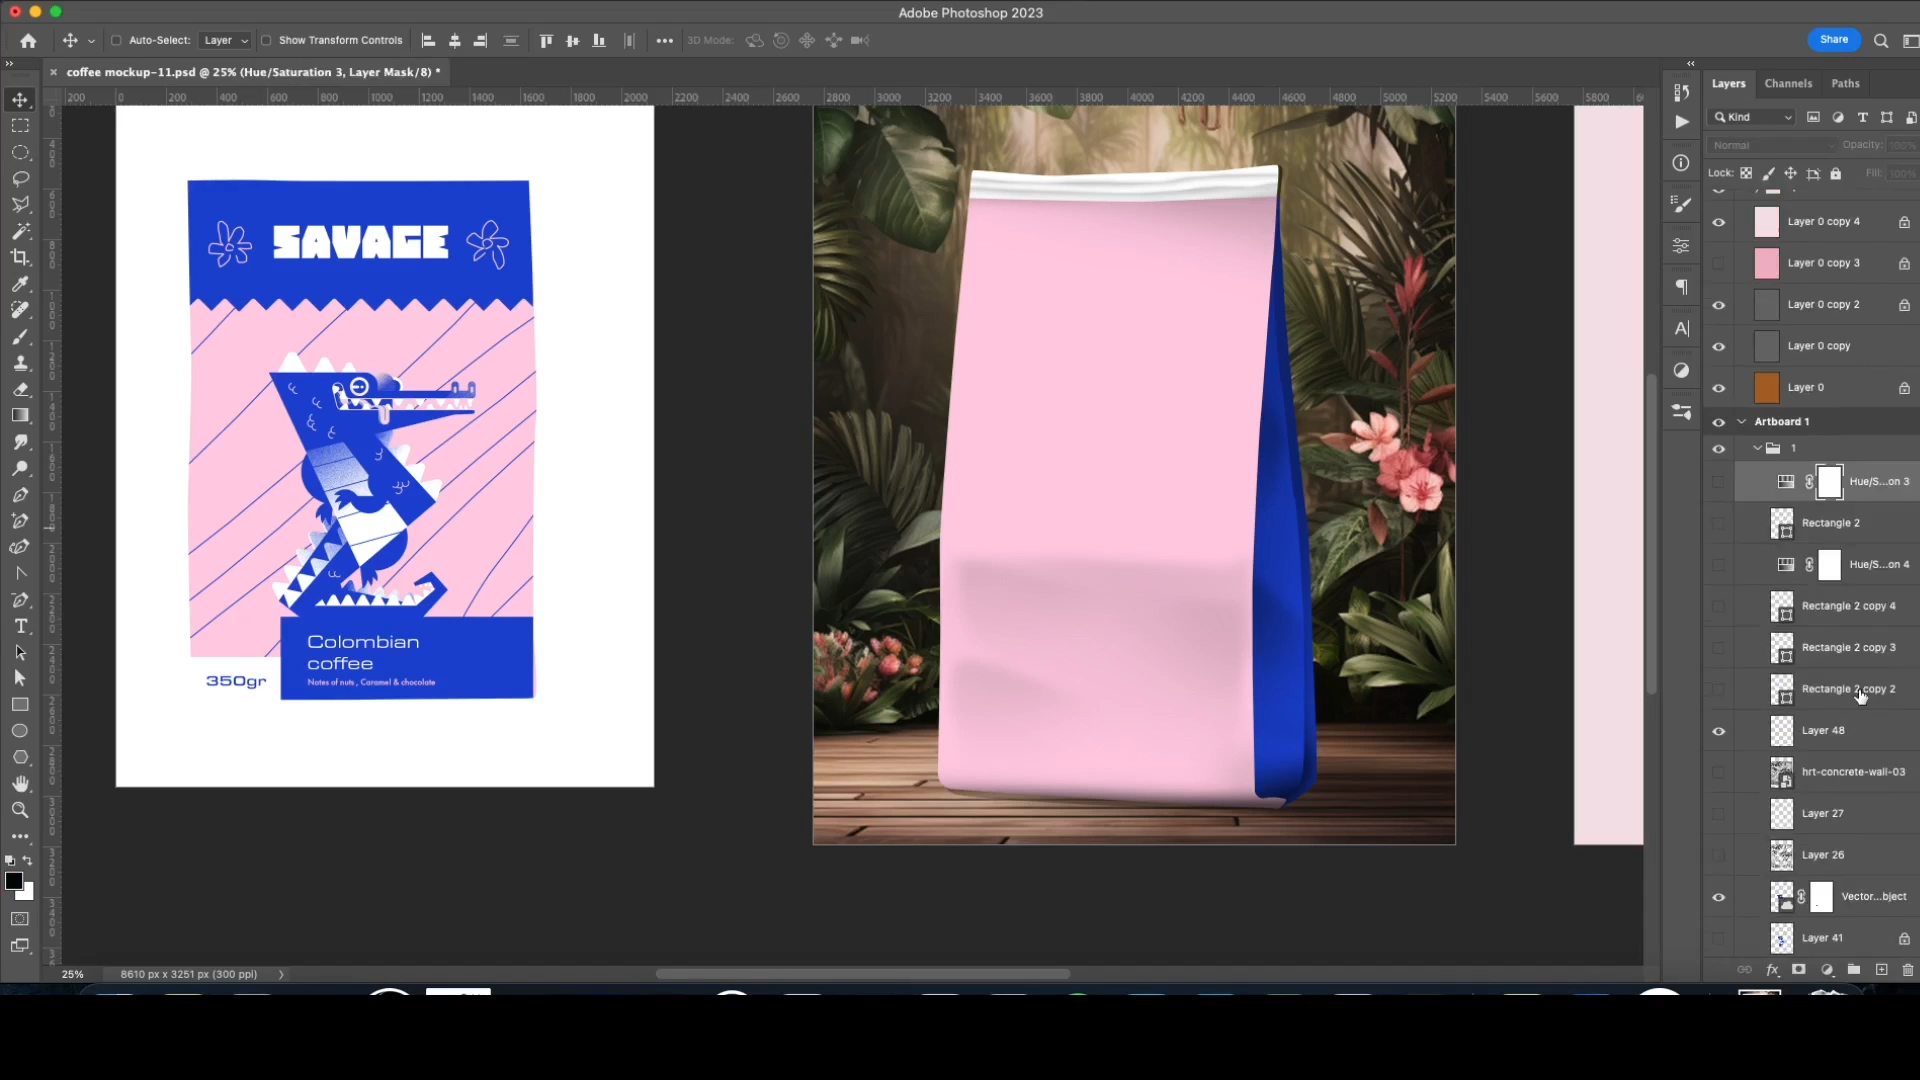 Adobe Photoshop 2023
Auto-Select:
Layer
Show Transform Controls
3D Mode:
Share
coffee mockup-11.psd @ 25% (Hue/Saturation 3, Layer Mask/8) *
200 0 200 400 600 800 1000 1200 1400 1600 1800 2000 2200 2400 2600 2800 3000 3200 3400 3600 3800 4000 4200 4400 4600 4800 5000 5200 5400 5600 5800
Layers
Channels
Paths
Kind
Normal
Opacity: 100%
Lock:
Fill: 100%
Layer 0 copy 4
Layer 0 copy 3
Layer 0 copy 2
Layer 0 copy
Layer 0
Artboard 1
1
Hue/S...on 3
Rectangle 2
Hue/S...on 4
Rectangle 2 copy 4
Rectangle 2 copy 3
Rectangle 2 copy 2
Layer 48
hrt-concrete-wall-03
Layer 27
Layer 26
Vector...bject
Layer 41
SAVAGE
Colombian
coffee
Notes of nuts , Caramel & chocolate
350gr
25%
8610 px x 3251 px (300 ppi)